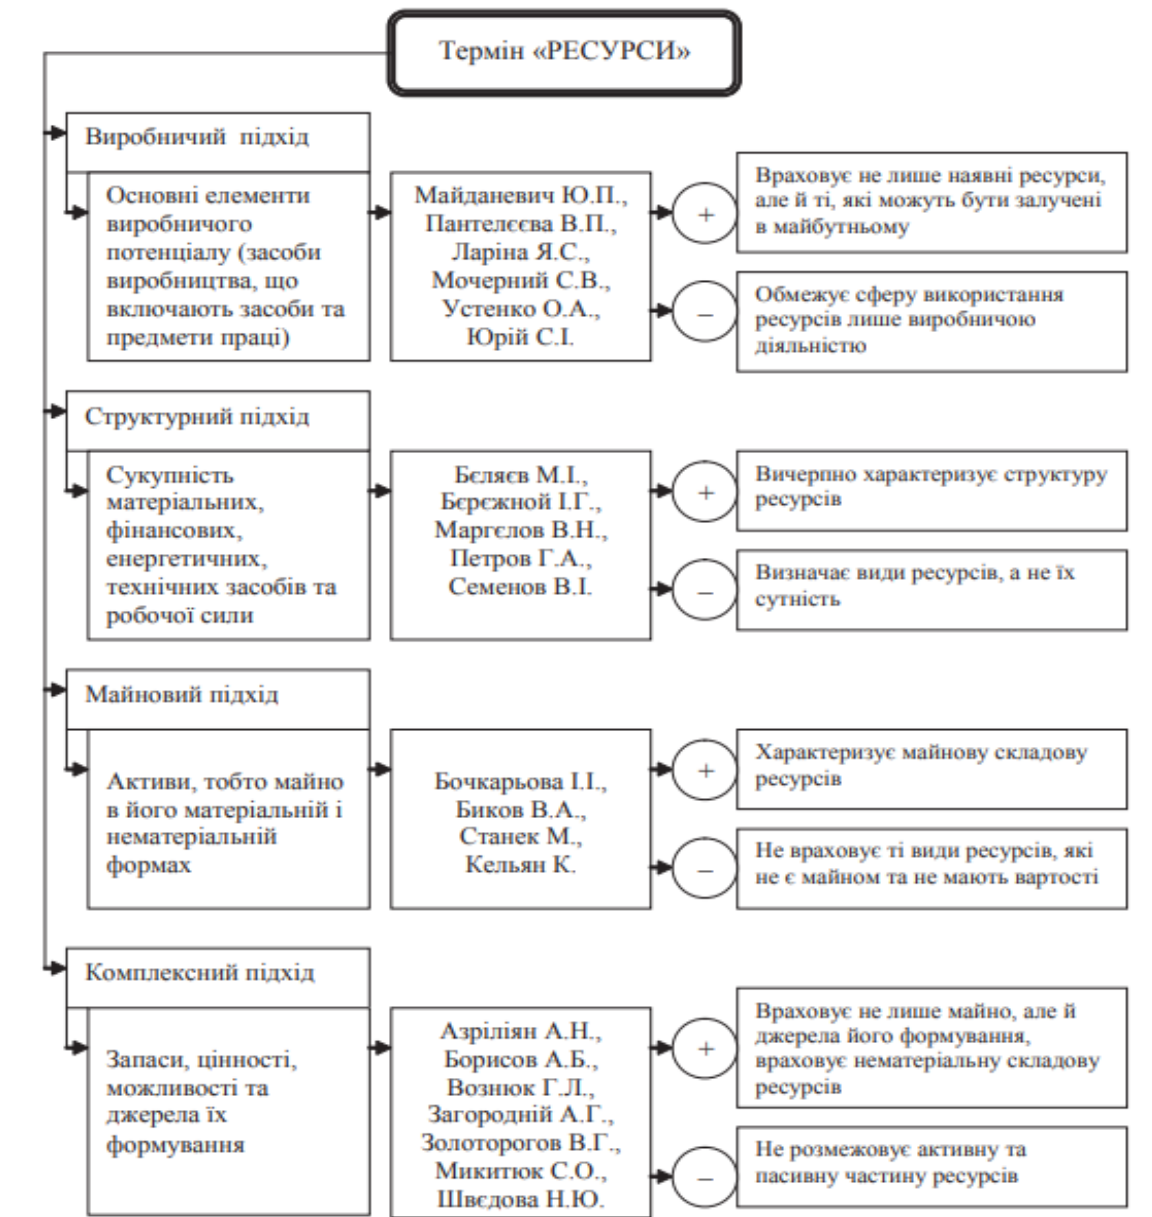 Термін «РЕСУРСИ»
Виробничий підхід
Основні елементи
виробничого
потенціалу (засоби
виробництва, що
включають засоби та
предмети праці)
Майданевич Ю.П.,
Пантелєєва В.П.,
Ларіна Я.С.,
Мочерний С.В.,
Устенко О.А.,
Юрій С.І.
+
Враховує не лише наявні ресурси,
але й ті, які можуть бути залучені
в майбутньому
–
Обмежує сферу використання
ресурсів лише виробничою
діяльністю
Структурний підхід
Сукупність
матеріальних,
фінансових,
енергетичних,
технічних засобів та
робочої сили
Бєляєв М.І.,
Бєрєжной І.Г.,
Маргєлов В.Н.,
Петров Г.А.,
Семенов В.І.
+
Вичерпно характеризує структуру
ресурсів
–
Визначає види ресурсів, а не їх
сутність
Майновий підхід
Активи, тобто майно
в його матеріальній і
нематеріальній
формах
Бочкарьова І.І.,
Биков В.А.,
Станек М.,
Кельян К.
+
Характеризує майнову складову
ресурсів
–
Не враховує ті види ресурсів, які
не є майном та не мають вартості
Комплексний підхід
Запаси, цінності,
можливості та
джерела їх
формування
Азріліян А.Н.,
Борисов А.Б.,
Вознюк Г.Л.,
Загородній А.Г.,
Золоторогов В.Г.,
Микитюк С.О.,
Швєдова Н.Ю.
+
Враховує не лише майно, але й
джерела його формування,
враховує нематеріальну складову
ресурсів
–
Не розмежовує активну та
пасивну частину ресурсів